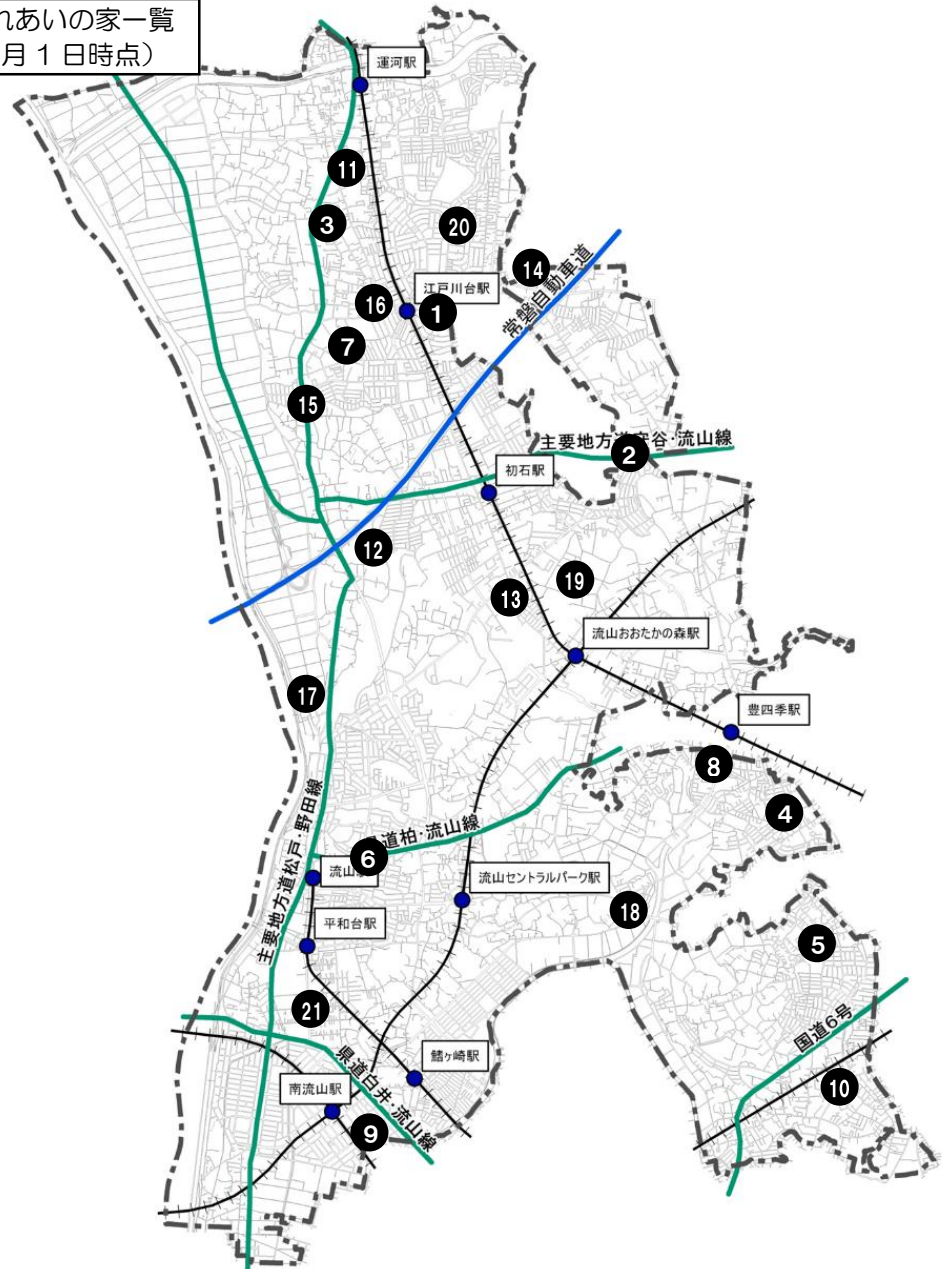 れあいの家一覧
月1日時点）
運河駅
11
3
20
14
常磐自動車道
江戸川台駅
16
1
7
15
主要地方道守谷・流山線
2
初石駅
12
19
13
流山おおたかの森駅
17
豊四季駅
8
4
主要地方道松戸・野田線
道柏・流山線
6
流山
流山セントラルパーク駅
18
平和台駅
5
21
国道6号
県道白井・流山線
鰭ヶ崎駅
10
南流山駅
9